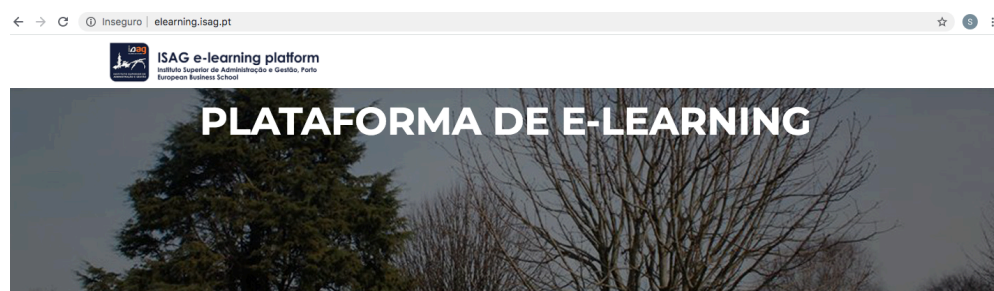 Inseguro | elearning.isag.pt
S
isag
ISAG e-learning platform
Instituto Superior de Administração e Gestão, Porto
European Business School
PLATAFORMA DE E-LEARNING